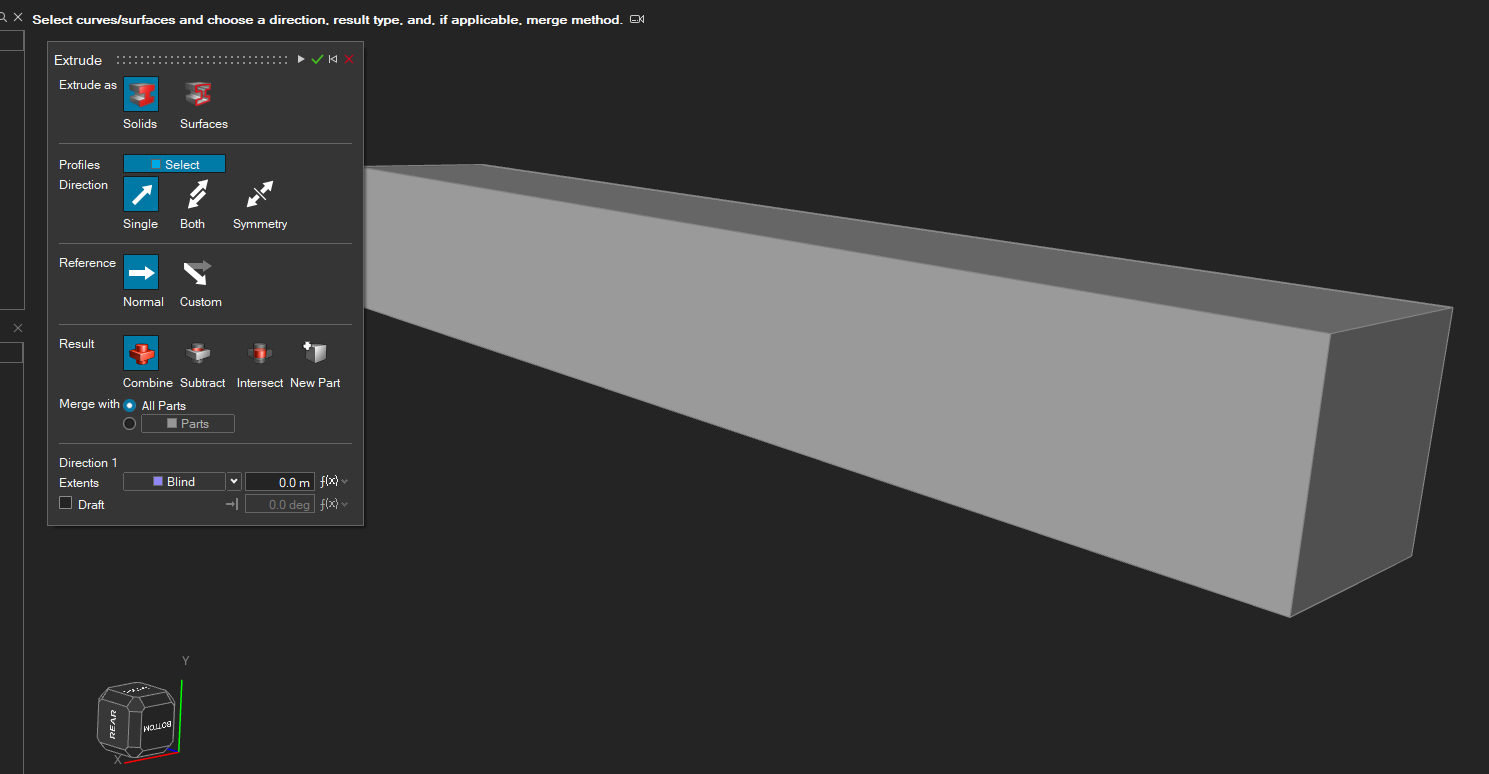 Select curves/surfaces and choose a direction, result type, and, if applicable, merge method.
Extrude
Extrude as
Solids Surfaces
Profiles Select
Direction
Single Both Symmetry
Reference
Normal Custom
Result
Combine Subtract Intersect New Part
Merge with All Parts
Parts
Direction 1
Extents Blind 0.0 m f(x)
Draft 0.0 deg f(x)
Y
REAR
BOTTOM
X